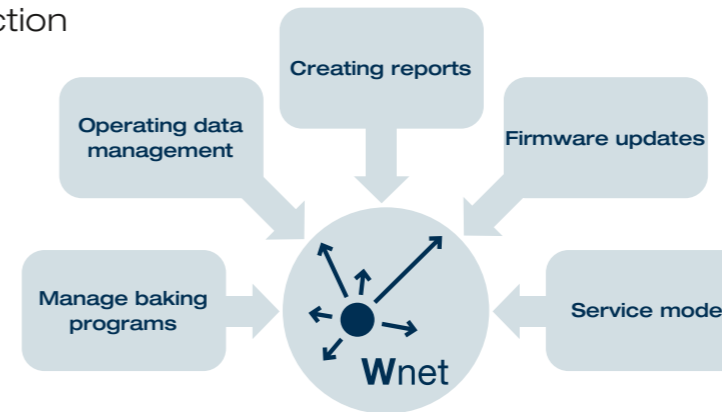 ction
Creating reports
Operating data
management
Firmware updates
Manage baking
programs
Service mode
Wnet